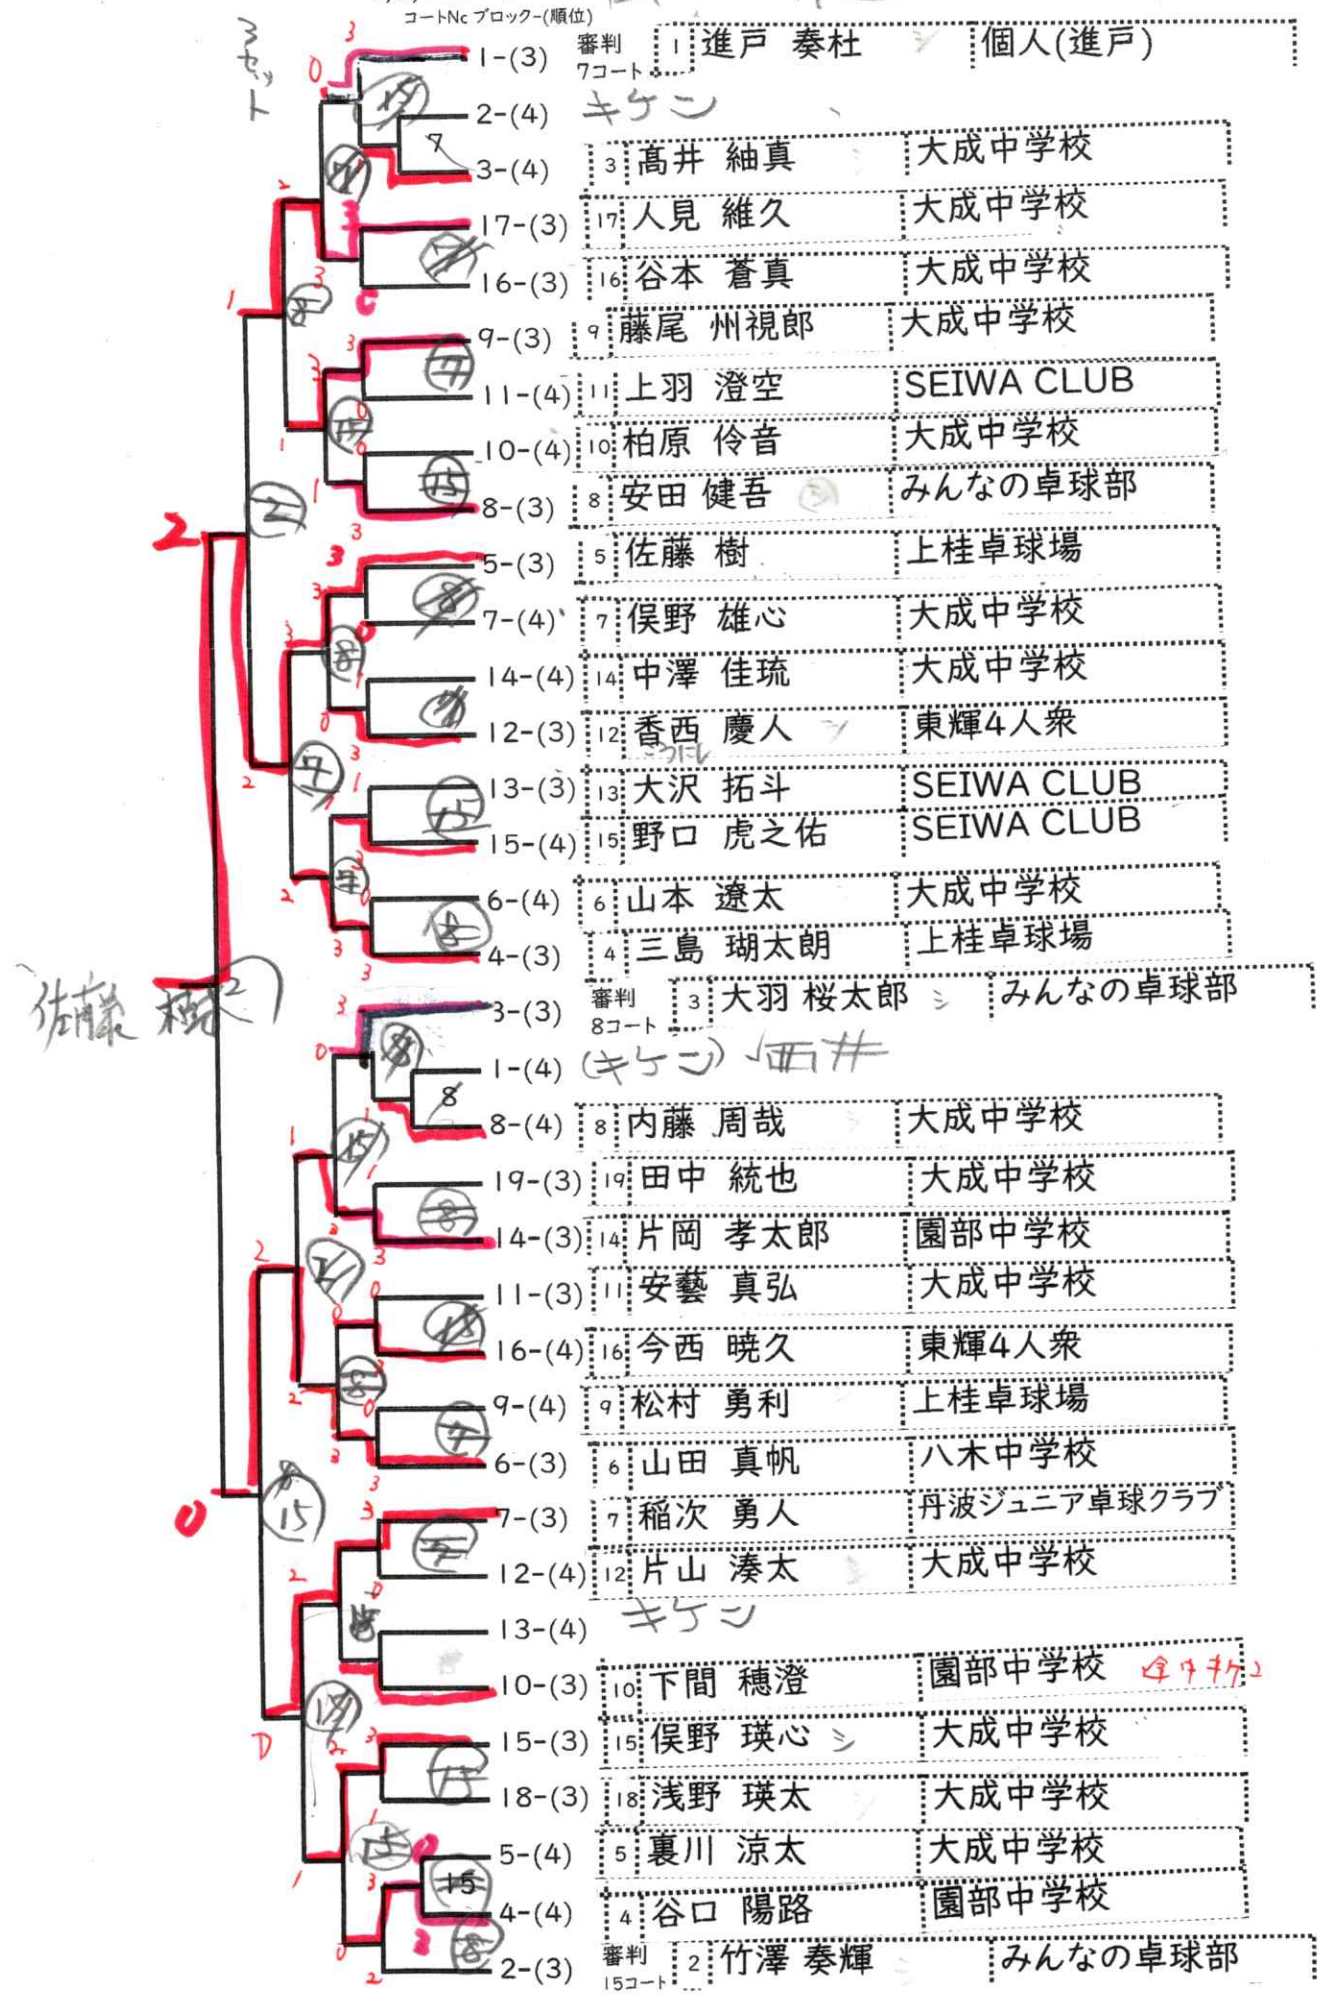 コートNc ブロック-(順位)
3セット
1-(3) 審判 7コート 1 進戸 奏杜 シ 個人(進戸)
2-(4) キケン
3-(4) 3 髙井 紬真 大成中学校
17-(3) 17 人見 維久 大成中学校
16-(3) 16 谷本 蒼真 大成中学校
9-(3) 9 藤尾 州視郎 大成中学校
11-(4) 11 上羽 澄空 SEIWA CLUB
10-(4) 10 柏原 伶音 大成中学校
8-(3) 8 安田 健吾 みんなの卓球部
5-(3) 5 佐藤 樹 上桂卓球場
7-(4) 7 俣野 雄心 大成中学校
14-(4) 14 中澤 佳琉 大成中学校
12-(3) 12 香西 慶人 シ 東輝4人衆
こうにし
13-(3) 13 大沢 拓斗 SEIWA CLUB
15-(4) 15 野口 虎之佑 SEIWA CLUB
6-(4) 6 山本 遼太 大成中学校
4-(3) 4 三島 瑚太朗 上桂卓球場
佐藤 樹
3-(3) 審判 8コート 3 大羽 桜太郎 シ みんなの卓球部
1-(4) (キケン) 西井
8-(4) 8 内藤 周哉 大成中学校
19-(3) 19 田中 統也 大成中学校
14-(3) 14 片岡 孝太郎 園部中学校
11-(3) 11 安藝 真弘 大成中学校
16-(4) 16 今西 暁久 東輝4人衆
9-(4) 9 松村 勇利 上桂卓球場
6-(3) 6 山田 真帆 八木中学校
7-(3) 7 稲次 勇人 丹波ジュニア卓球クラブ
12-(4) 12 片山 湊太 大成中学校
13-(4) キケン
10-(3) 10 下間 穂澄 園部中学校 途中キケン
15-(3) 15 俣野 瑛心 シ 大成中学校
18-(3) 18 浅野 瑛太 大成中学校
5-(4) 5 裏川 涼太 大成中学校
4-(4) 4 谷口 陽路 園部中学校
2-(3) 審判 15コート 2 竹澤 奏輝 みんなの卓球部